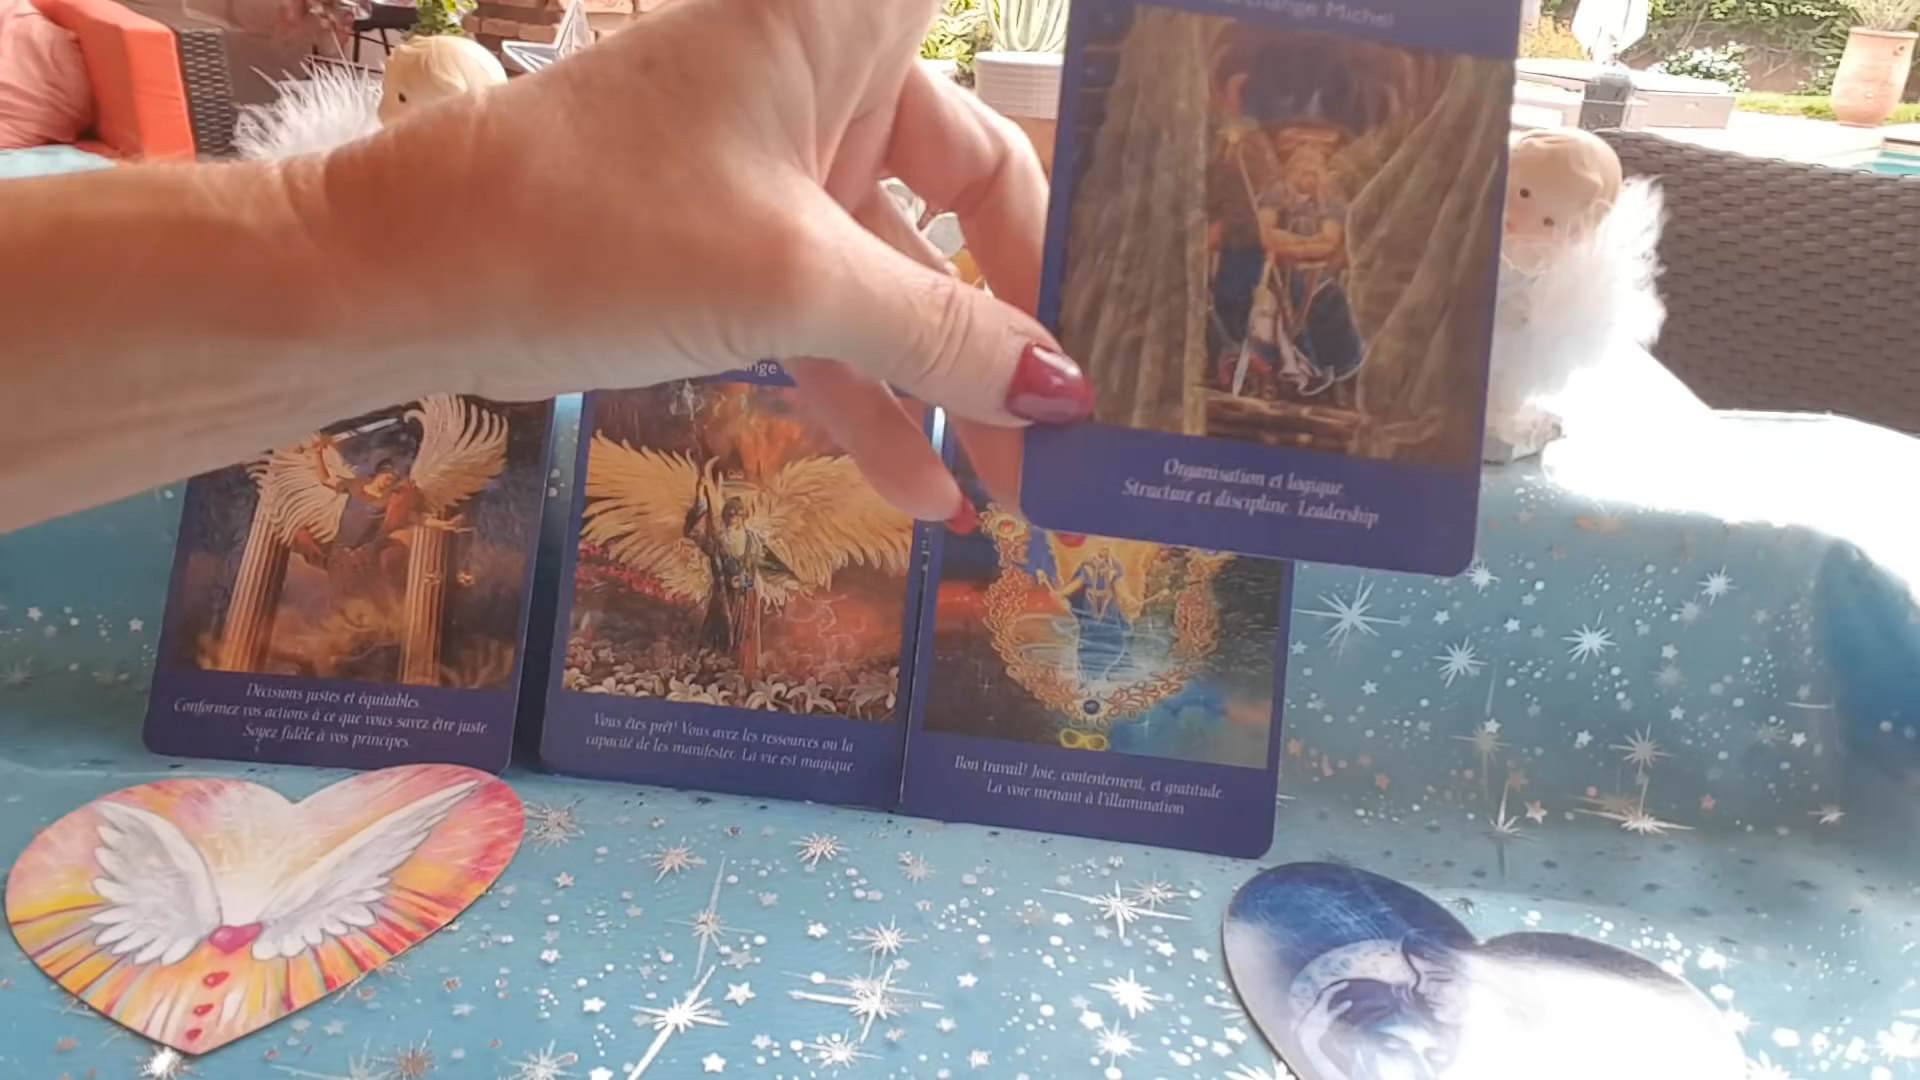 Michel
Organisation et logique
Structure et discipline. Leadership
Décisions justes et équitables.
Conformez vos actions à ce que vous savez être juste.
Soyez fidèle à vos principes.
Vous êtes prêt! Vous avez les ressources ou la
capacité de les manifester. La vie est magique
Bon travail! Joie, contentement, et gratitude.
La voie menant à l'illumination